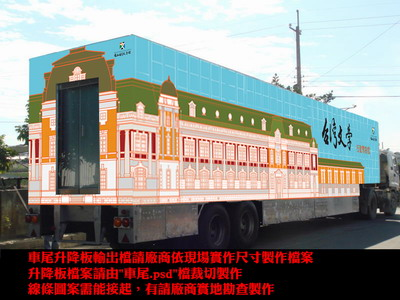 台灣文學
車尾升降板輸出檔請廠商依現場實作尺寸製作檔案
升降板檔案請由"車尾.psd"檔裁切製作
線條圖案需能接起，有請廠商實地勘查製作